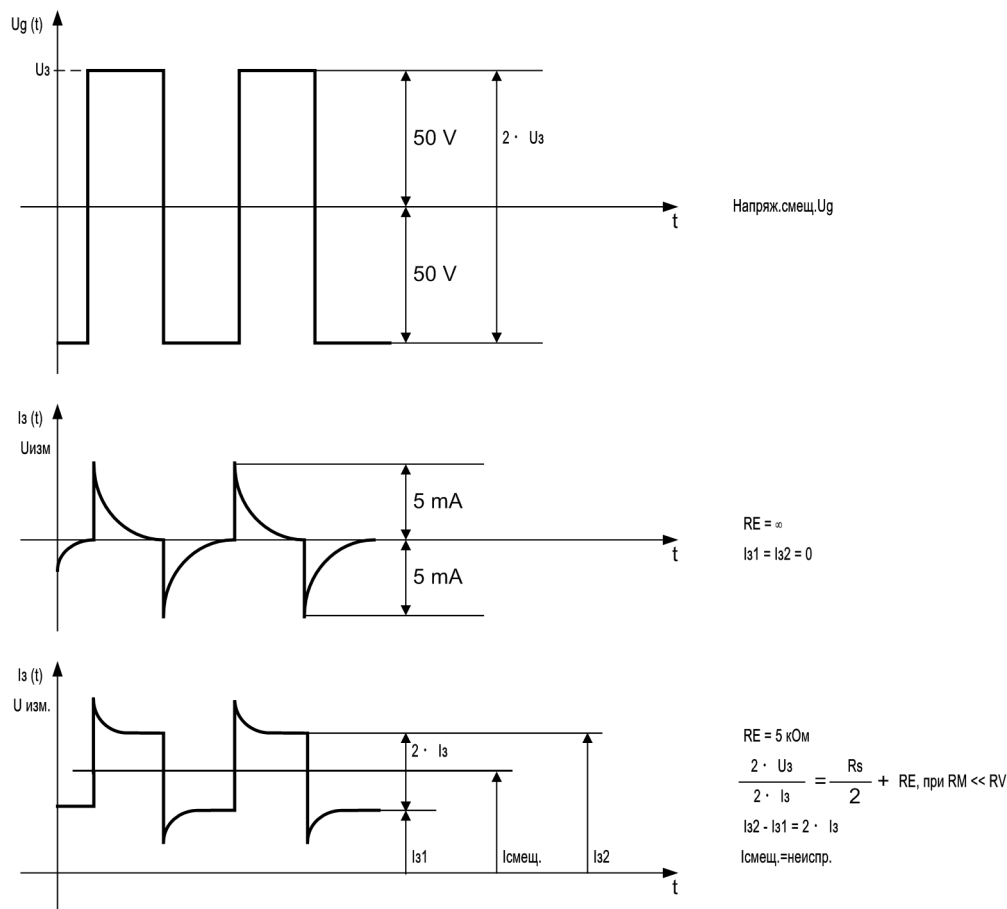 Ug (t)
Uз
50 V
2 · Uз
t
Напряж.смещ.Ug
50 V
Iз (t)
Uизм
5 mA
RE = ∞
t
Iз1 = Iз2 = 0
5 mA
Iз (t)
U изм.
2 · Iз
RE = 5 кОм
2 · Uз
2 · Iз
=
Rs
2
+ RE, при RM << RV
Iз2 - Iз1 = 2 · Iз
Iз1
Iсмещ.
Iз2
Iсмещ.=неиспр.
t